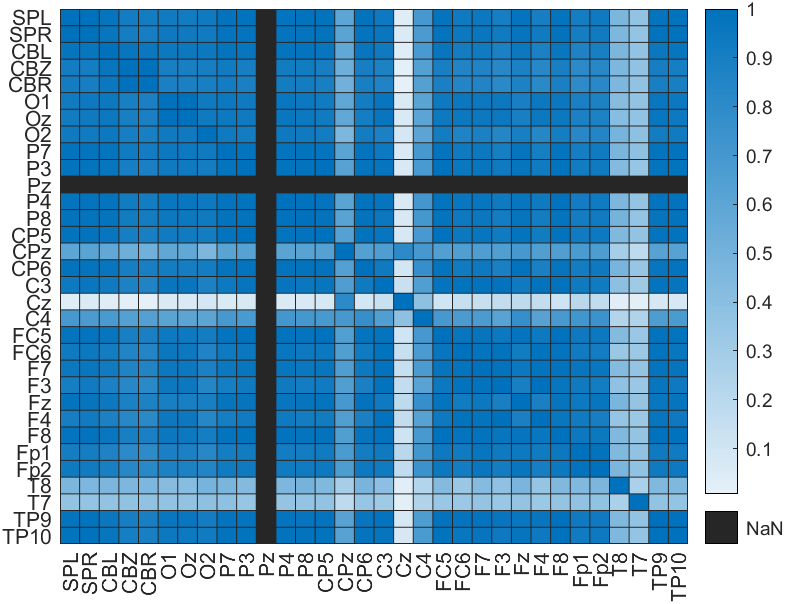 SPL
SPR
CBL
CBZ
CBR
O1
Oz
O2
P7
P3
Pz
P4
P8
CP5
CPz
CP6
C3
Cz
C4
FC5
FC6
F7
F3
Fz
F4
F8
Fp1
Fp2
T8
T7
TP9
TP10
SPL SPR CBL CBZ CBR O1 Oz O2 P7 P3 Pz P4 P8 CP5 CPz CP6 C3 Cz C4 FC5 FC6 F7 F3 Fz F4 F8 Fp1 Fp2 T8 T7 TP9 TP10
1
0.9
0.8
0.7
0.6
0.5
0.4
0.3
0.2
0.1
NaN